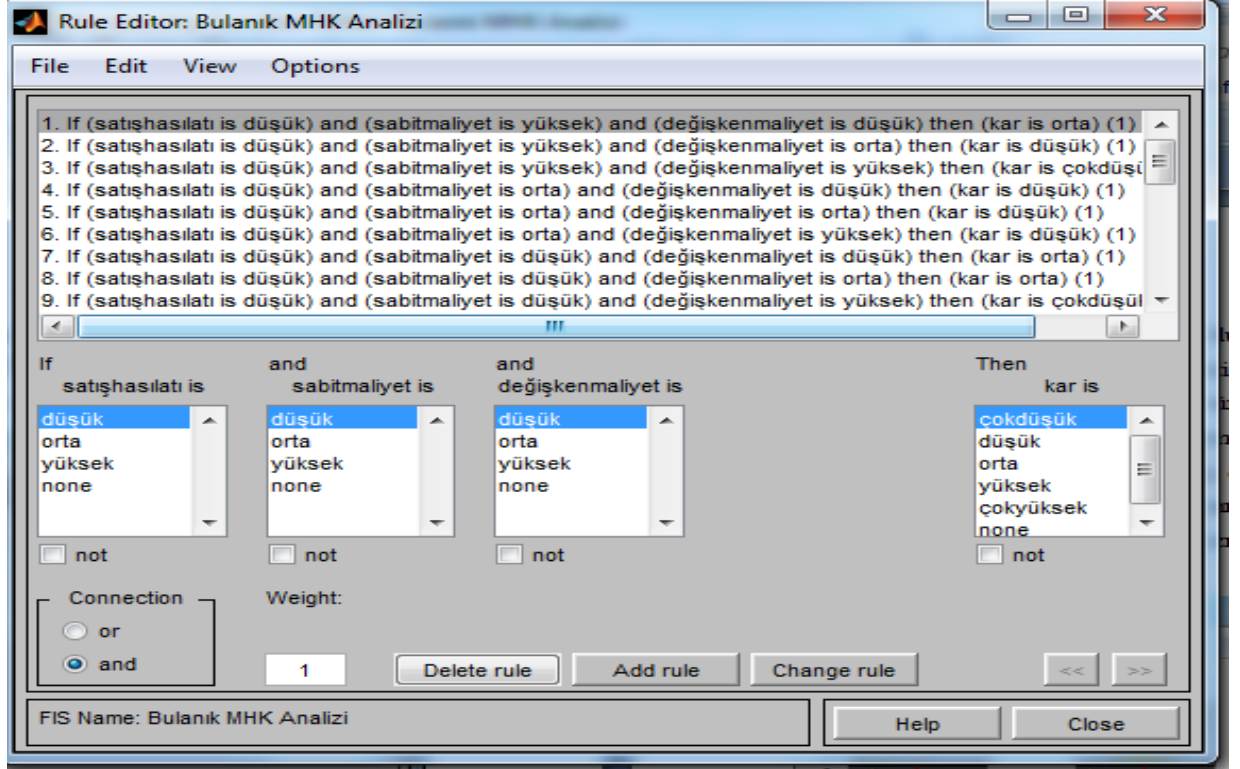 Rule Editor: Bulanık MHK Analizi
File Edit View Options
1. If (satışhasılatı is düşük) and (sabitmaliyet is yüksek) and (değişkenmaliyet is düşük) then (kar is orta) (1)
2. If (satışhasılatı is düşük) and (sabitmaliyet is yüksek) and (değişkenmaliyet is orta) then (kar is düşük) (1)
3. If (satışhasılatı is düşük) and (sabitmaliyet is yüksek) and (değişkenmaliyet is yüksek) then (kar is çokdüşü
4. If (satışhasılatı is düşük) and (sabitmaliyet is orta) and (değişkenmaliyet is düşük) then (kar is düşük) (1)
5. If (satışhasılatı is düşük) and (sabitmaliyet is orta) and (değişkenmaliyet is orta) then (kar is düşük) (1)
6. If (satışhasılatı is düşük) and (sabitmaliyet is orta) and (değişkenmaliyet is yüksek) then (kar is düşük) (1)
7. If (satışhasılatı is düşük) and (sabitmaliyet is düşük) and (değişkenmaliyet is düşük) then (kar is orta) (1)
8. If (satışhasılatı is düşük) and (sabitmaliyet is düşük) and (değişkenmaliyet is orta) then (kar is orta) (1)
9. If (satışhasılatı is düşük) and (sabitmaliyet is düşük) and (değişkenmaliyet is yüksek) then (kar is çokdüşü
If and and Then
satışhasılatı is sabitmaliyet is değişkenmaliyet is kar is
düşük düşük düşük çokdüşük
orta orta orta düşük
yüksek yüksek yüksek orta
none none none yüksek
çokyüksek
none
not not not not
Connection Weight:
or
and 1 Delete rule Add rule Change rule << >>
FIS Name: Bulanık MHK Analizi Help Close